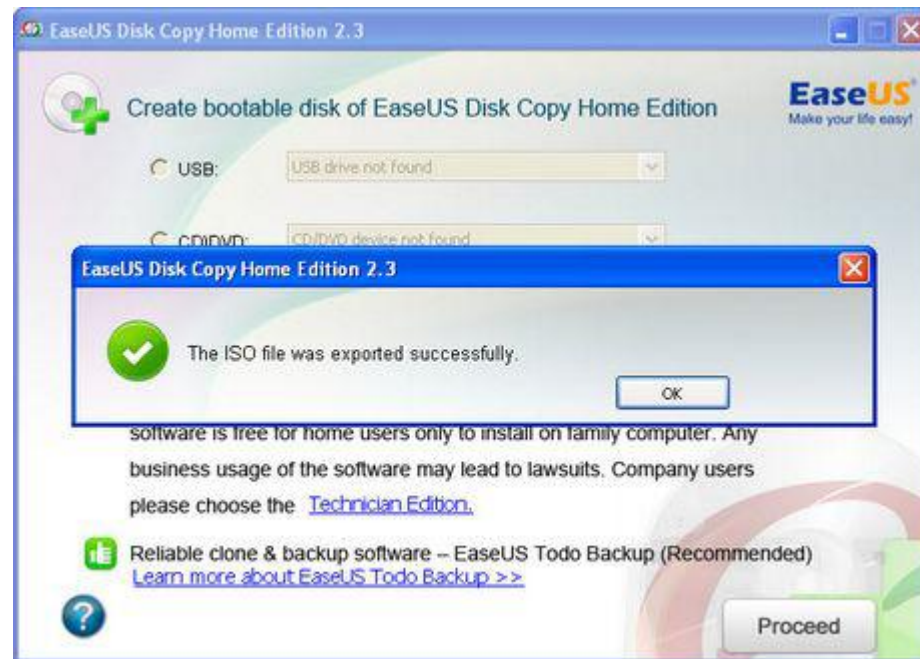 EaseUS Disk Copy Home Edition 2.3
Create bootable disk of EaseUS Disk Copy Home Edition
EaseUS®
Make your life easy!
USB:
USB drive not found
CD/DVD:
CD/DVD device not found
EaseUS Disk Copy Home Edition 2.3
The ISO file was exported successfully.
OK
software is free for home users only to install on family computer. Any
business usage of the software may lead to lawsuits. Company users
please choose the Technician Edition.
Reliable clone & backup software – EaseUS Todo Backup (Recommended)
Learn more about EaseUS Todo Backup >>
?
Proceed